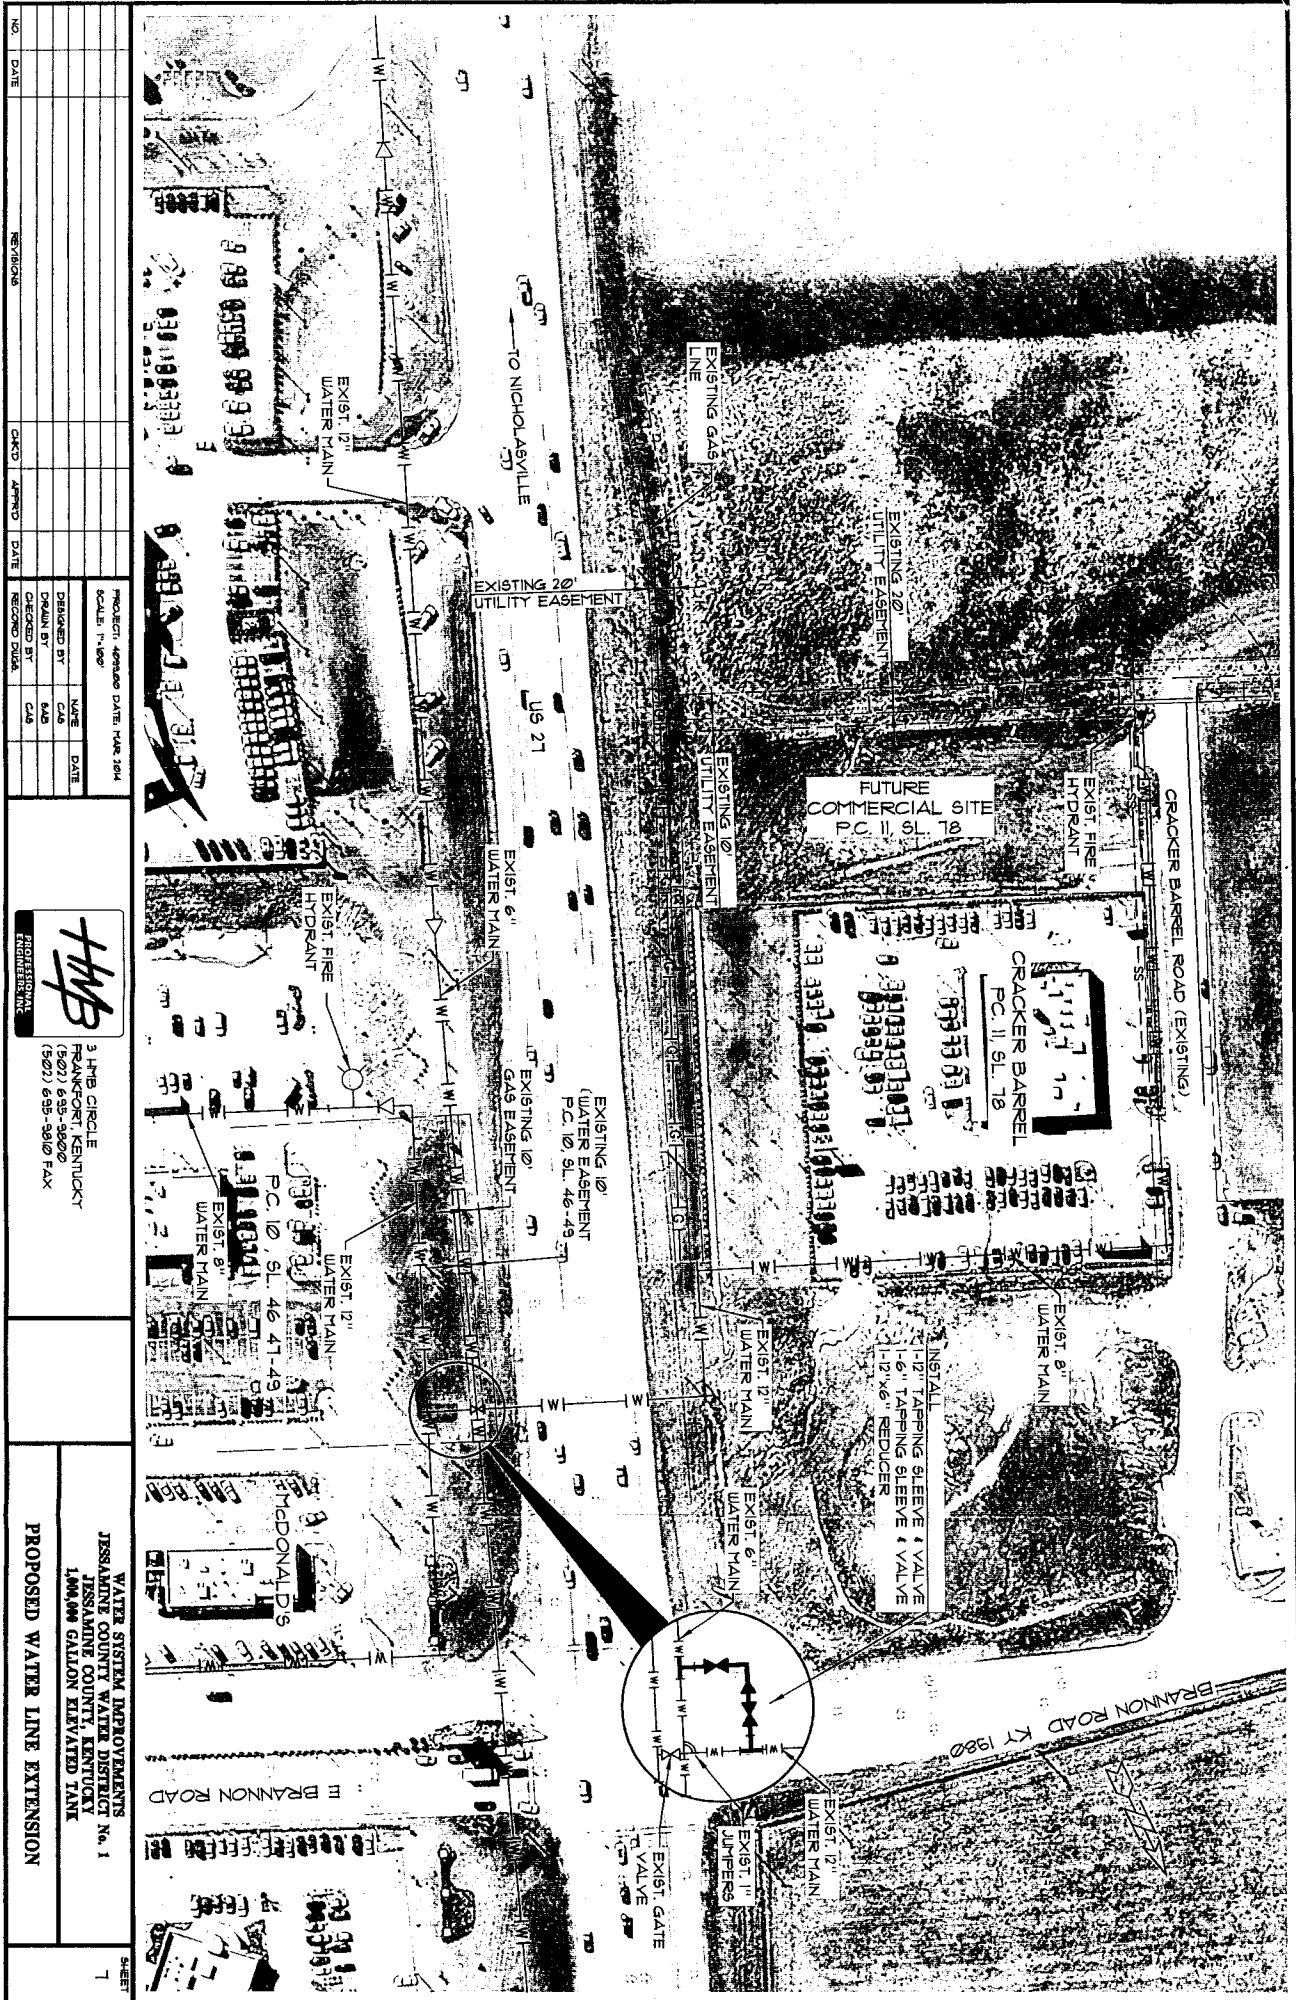 CRACKER BARREL ROAD (EXISTING)
EXIST. FIRE
HYDRANT
SS
SS
CRACKER BARREL
P.C. 11, SL. 78
FUTURE
COMMERCIAL SITE
P.C. 11, SL. 78
EXISTING 20'
UTILITY EASEMENT
EXISTING GAS
LINE
EXISTING 10'
UTILITY EASEMENT
EXIST. 8"
WATER MAIN
INSTALL
1-12" TAPPING SLEEVE & VALVE
1-6" TAPPING SLEEVE & VALVE
1-12"x6" REDUCER
EXIST. 12"
WATER MAIN
EXIST. 6"
WATER MAIN
BRANNON ROAD KY 1980
EXIST. 12"
WATER MAIN
EXIST. 1"
JUMPERS
EXIST. GATE
VALVE
TO NICHOLASVILLE
EXISTING 20'
UTILITY EASEMENT
US 27
EXISTING 10'
WATER EASEMENT
P.C. 10, SL. 46-49
EXISTING 10'
GAS EASEMENT
EXIST. 6"
WATER MAIN
EXIST. 12"
WATER MAIN
EXIST FIRE
HYDRANT
EXIST. 12"
WATER MAIN
P.C. 10, SL. 46 47-49
EXIST. 8"
WATER MAIN
McDONALD'S
E BRANNON ROAD
NO.
DATE
REVISIONS
CK'D
APPR'D
DATE
SCALE: 1"=100'
DATE: MAR. 2014
NAME
DATE
DESIGNED BY
CAB
DRAWN BY
SAB
CHECKED BY
CAB
RECORD DWGS.
HMB
PROFESSIONAL
ENGINEERS, INC.
3 HMB CIRCLE
FRANKFORT, KENTUCKY
(502) 695-9800
(502) 695-9810 FAX
WATER SYSTEM IMPROVEMENTS
JESSAMINE COUNTY WATER DISTRICT No. 1
JESSAMINE COUNTY, KENTUCKY
1,000,000 GALLON ELEVATED TANK
PROPOSED WATER LINE EXTENSION
SHEET
7